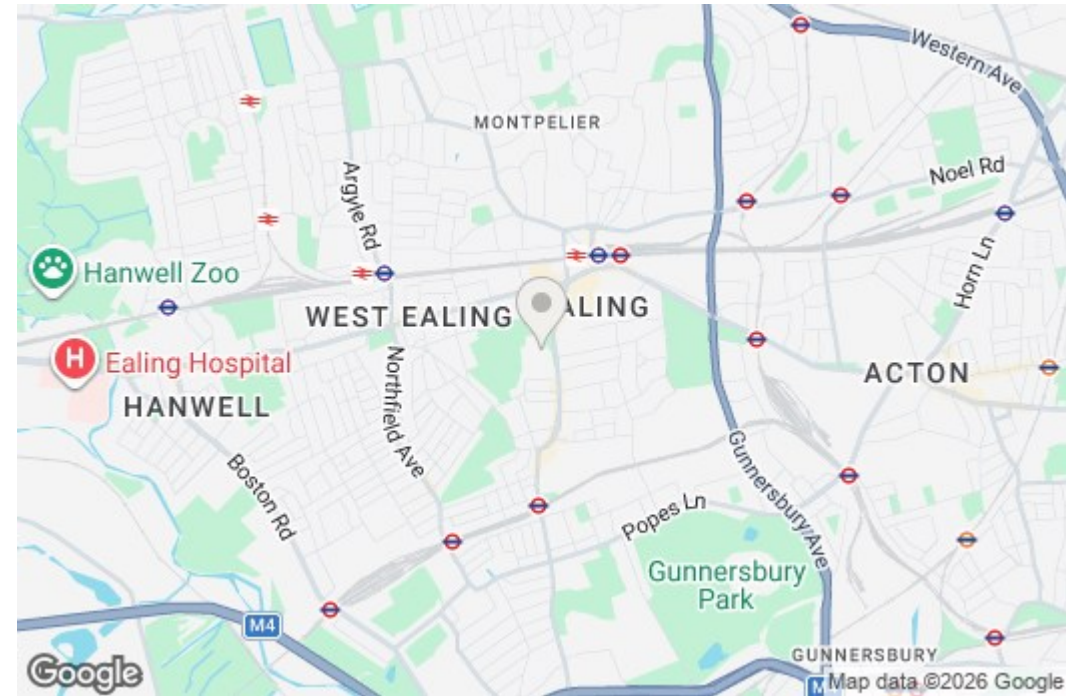 Western Ave
MONTPELIER
Noel Rd
Argyle Rd
Horn Ln
Hanwell Zoo
WEST EALING
ALING
H
Ealing Hospital
ACTON
HANWELL
Northfield Ave
Gunnersbury Ave
Boston Rd
Popes Ln
Gunnersbury
Park
M4
GUNNERSBURY
Google
M
Map data ©2026 Google